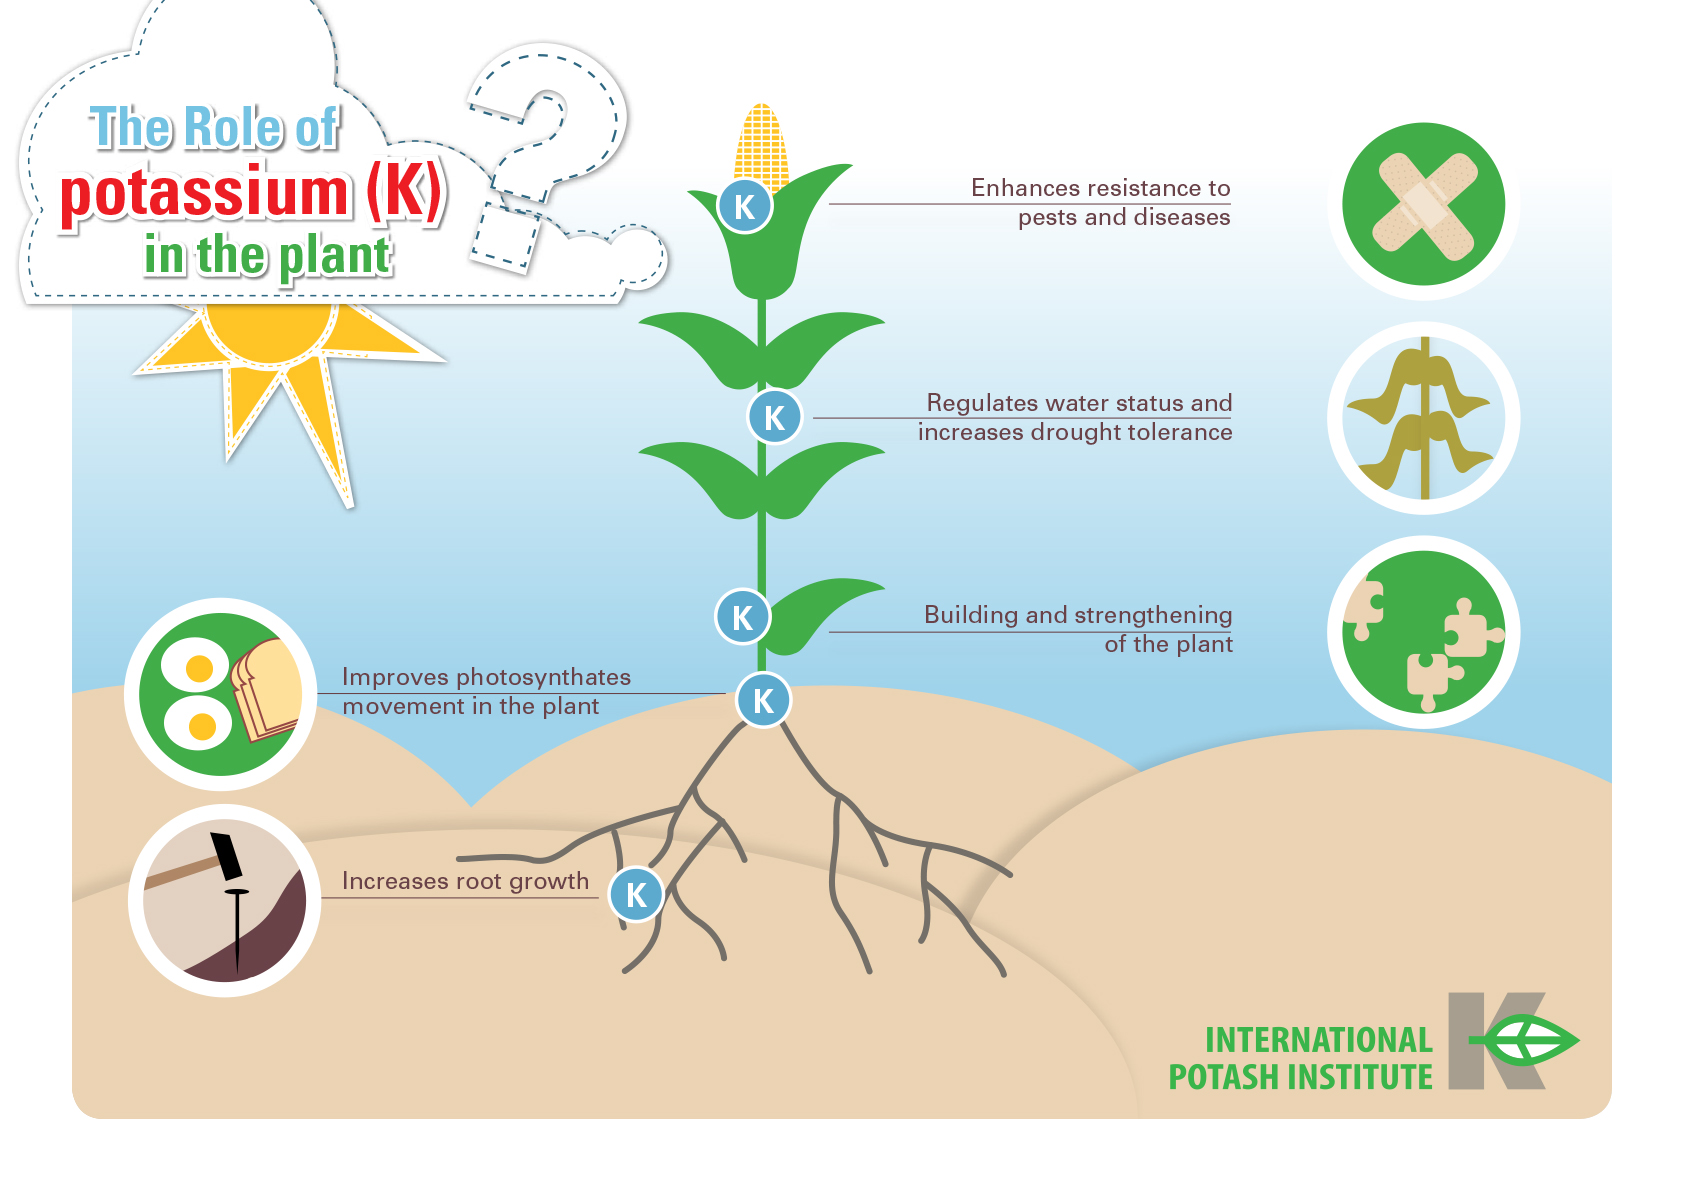 The Role of
potassium (K)
in the plant
?
K
Enhances resistance to
pests and diseases
K
Regulates water status and
increases drought tolerance
K
Building and strengthening
of the plant
Improves photosynthates
movement in the plant
K
Increases root growth
K
INTERNATIONAL
POTASH INSTITUTE
K